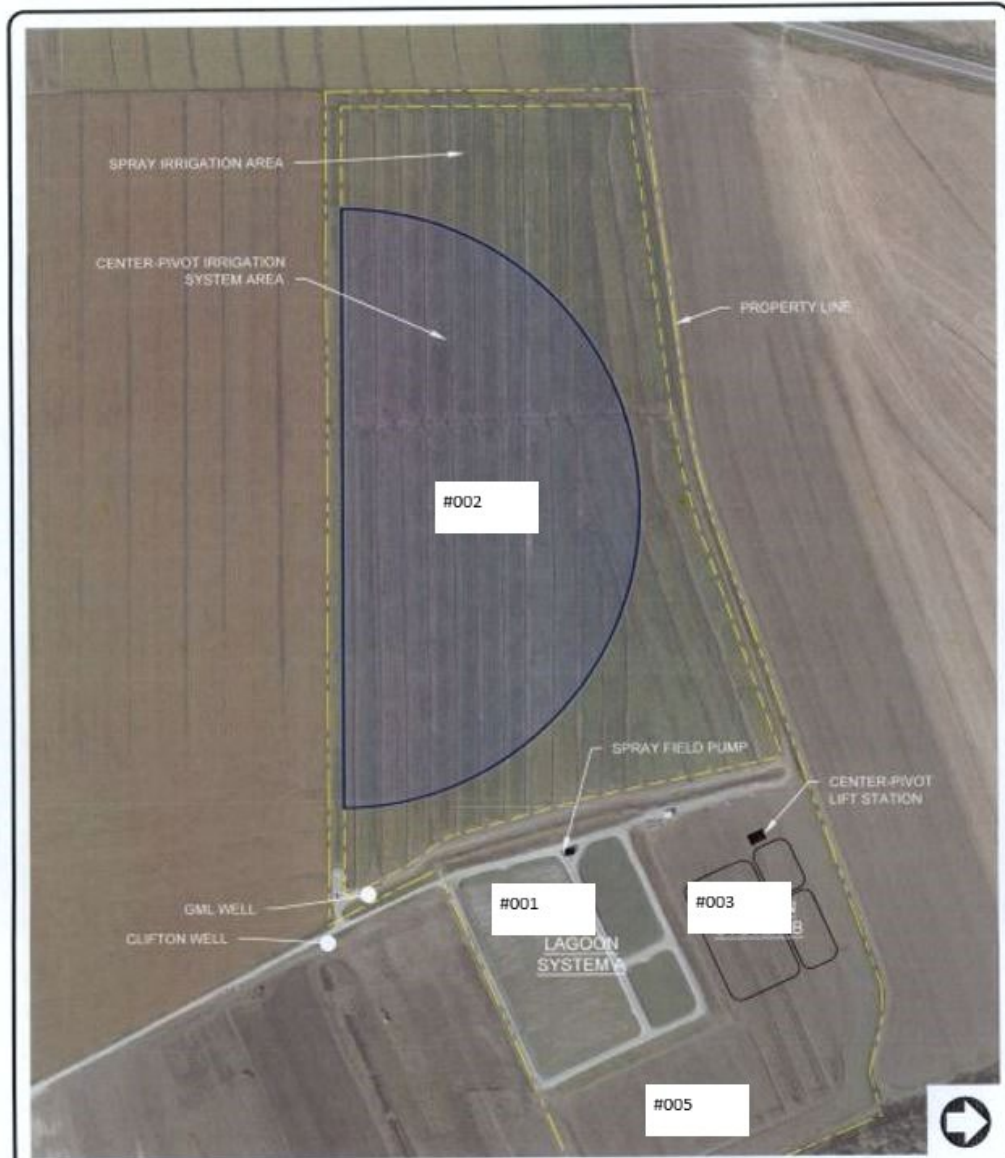 SPRAY IRRIGATION AREA
CENTER-PIVOT IRRIGATION
SYSTEM AREA
PROPERTY LINE
#002
SPRAY FIELD PUMP
CENTER-PIVOT
LIFT STATION
#001
#003
GML WELL
CLIFTON WELL
LAGOON
SYSTEM A
B
#005